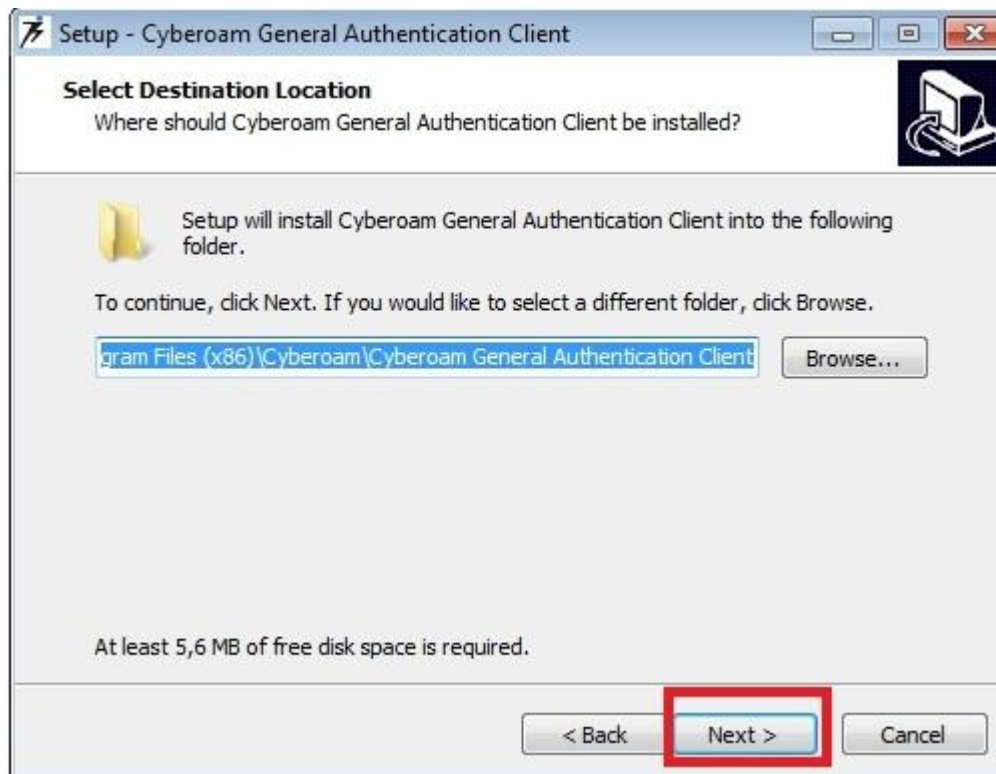 Setup - Cyberoam General Authentication Client
Select Destination Location
Where should Cyberoam General Authentication Client be installed?
Setup will install Cyberoam General Authentication Client into the following
folder.
To continue, click Next. If you would like to select a different folder, click Browse.
gram Files (x86)\Cyberoam\Cyberoam General Authentication Client
Browse...
At least 5,6 MB of free disk space is required.
< Back
Next >
Cancel